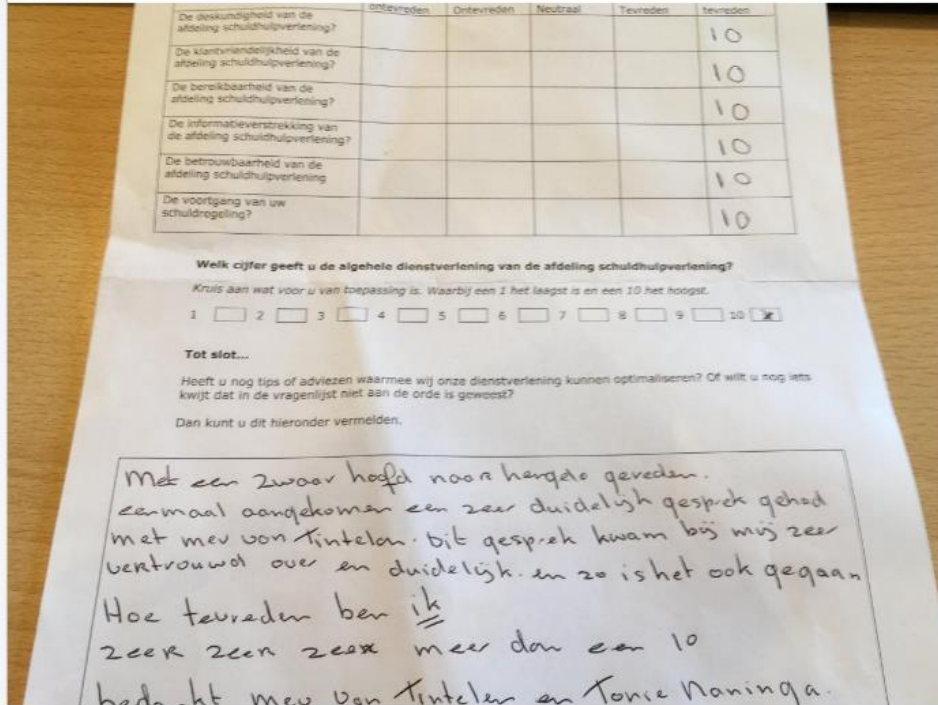 ontevreden Ontevreden Neutraal Tevreden tevreden
De deskundigheid van de
afdeling schuldhulpverlening? 10
De klantvriendelijkheid van de
afdeling schuldhulpverlening? 10
De bereikbaarheid van de
afdeling schuldhulpverlening? 10
De informatieverstrekking van
de afdeling schuldhulpverlening? 10
De betrouwbaarheid van de
afdeling schuldhulpverlening 10
De voortgang van uw
schuldregeling? 10
Welk cijfer geeft u de algehele dienstverlening van de afdeling schuldhulpverlening?
Kruis aan wat voor u van toepassing is. Waarbij een 1 het laagst is en een 10 het hoogst.
1 2 3 4 5 6 7 8 9 10 x
Tot slot...
Heeft u nog tips of adviezen waarmee wij onze dienstverlening kunnen optimaliseren? Of wilt u nog iets
kwijt dat in de vragenlijst niet aan de orde is geweest?
Dan kunt u dit hieronder vermelden.
Met een zwaar hoofd naar hengelo gereden.
eenmaal aangekomen een zeer duidelijk gesprek gehad
met mev von Tintelen. dit gesprek kwam bij mij zeer
vertrouwd over en duidelijk. en zo is het ook gegaan
Hoe tevreden ben ik
zeer zeer zeer meer dan een 10
bedankt mev von Tintelen en Tonie Naninga.